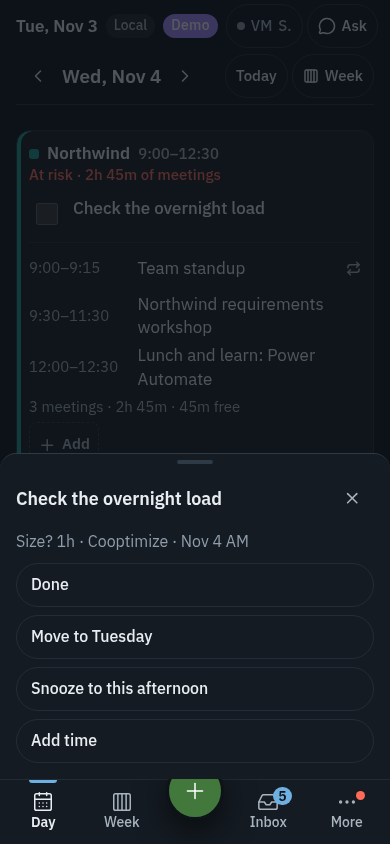 Tue, Nov 3 Local Demo VM S. Ask
Wed, Nov 4 Today Week
Northwind 9:00–12:30
At risk · 2h 45m of meetings
Check the overnight load
9:00–9:15 Team standup
9:30–11:30 Northwind requirements
workshop
12:00–12:30 Lunch and learn: Power
Automate
3 meetings · 2h 45m · 45m free
+ Add
Check the overnight load
Size? 1h · Cooptimize · Nov 4 AM
Done
Move to Tuesday
Snooze to this afternoon
Add time
Day Week Inbox 5 More